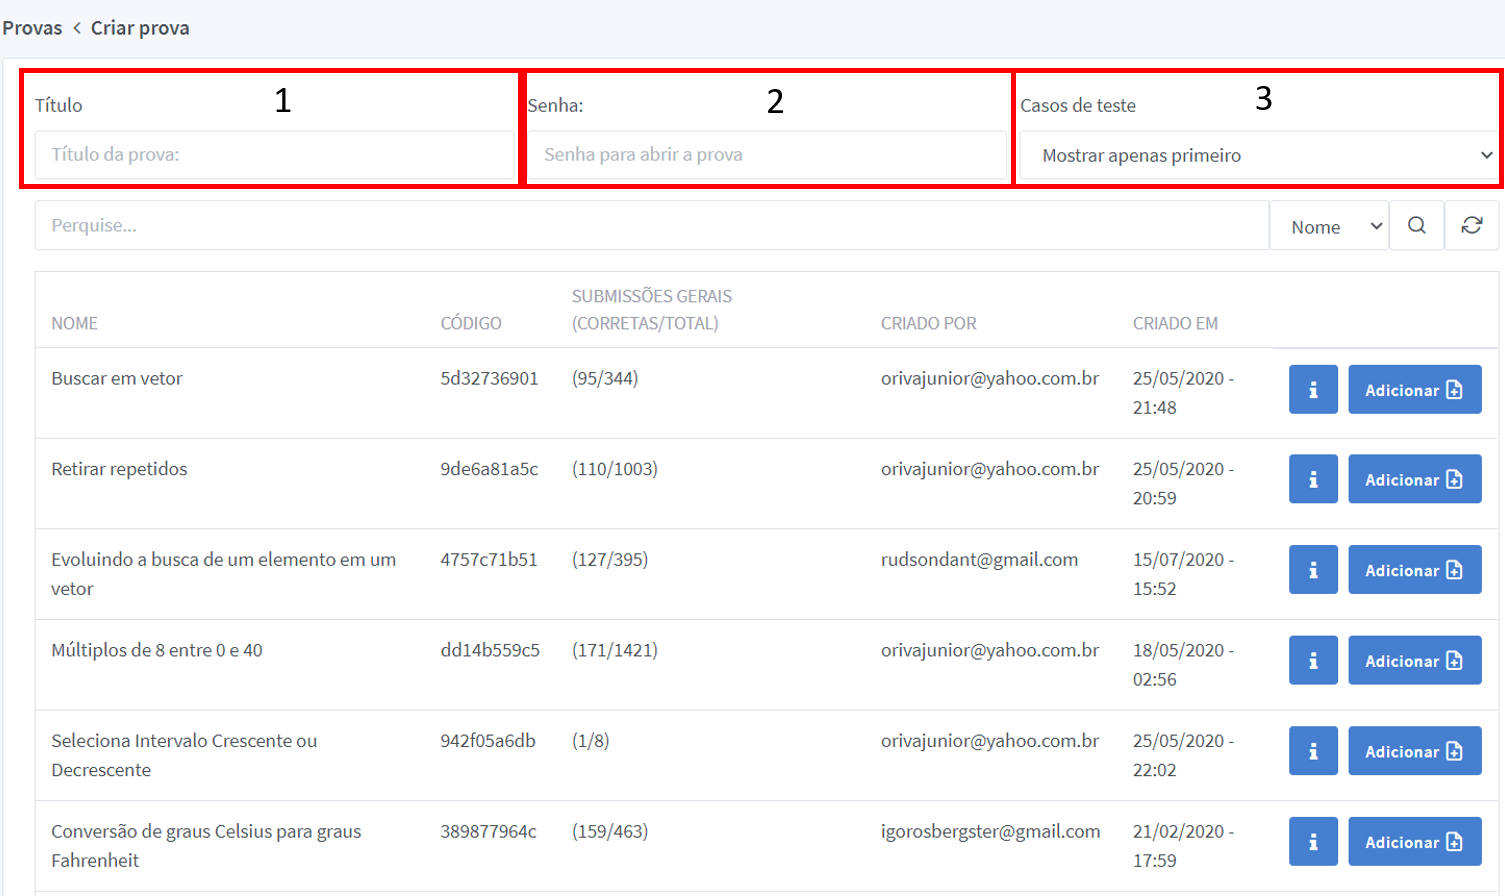 Provas < Criar prova
1
2
3
Título
Senha:
Casos de teste
Título da prova:
Senha para abrir a prova
Mostrar apenas primeiro
Perquise...
Nome
NOME
CÓDIGO
SUBMISSÕES GERAIS
(CORRETAS/TOTAL)
CRIADO POR
CRIADO EM
Buscar em vetor
5d32736901
(95/344)
orivajunior@yahoo.com.br
25/05/2020 -
21:48
i
Adicionar
Retirar repetidos
9de6a81a5c
(110/1003)
orivajunior@yahoo.com.br
25/05/2020 -
20:59
i
Adicionar
Evoluindo a busca de um elemento em um
vetor
4757c71b51
(127/395)
rudsondant@gmail.com
15/07/2020 -
15:52
i
Adicionar
Múltiplos de 8 entre 0 e 40
dd14b559c5
(171/1421)
orivajunior@yahoo.com.br
18/05/2020 -
02:56
i
Adicionar
Seleciona Intervalo Crescente ou
Decrescente
942f05a6db
(1/8)
orivajunior@yahoo.com.br
25/05/2020 -
22:02
i
Adicionar
Conversão de graus Celsius para graus
Fahrenheit
389877964c
(159/463)
igorosbergster@gmail.com
21/02/2020 -
17:59
i
Adicionar